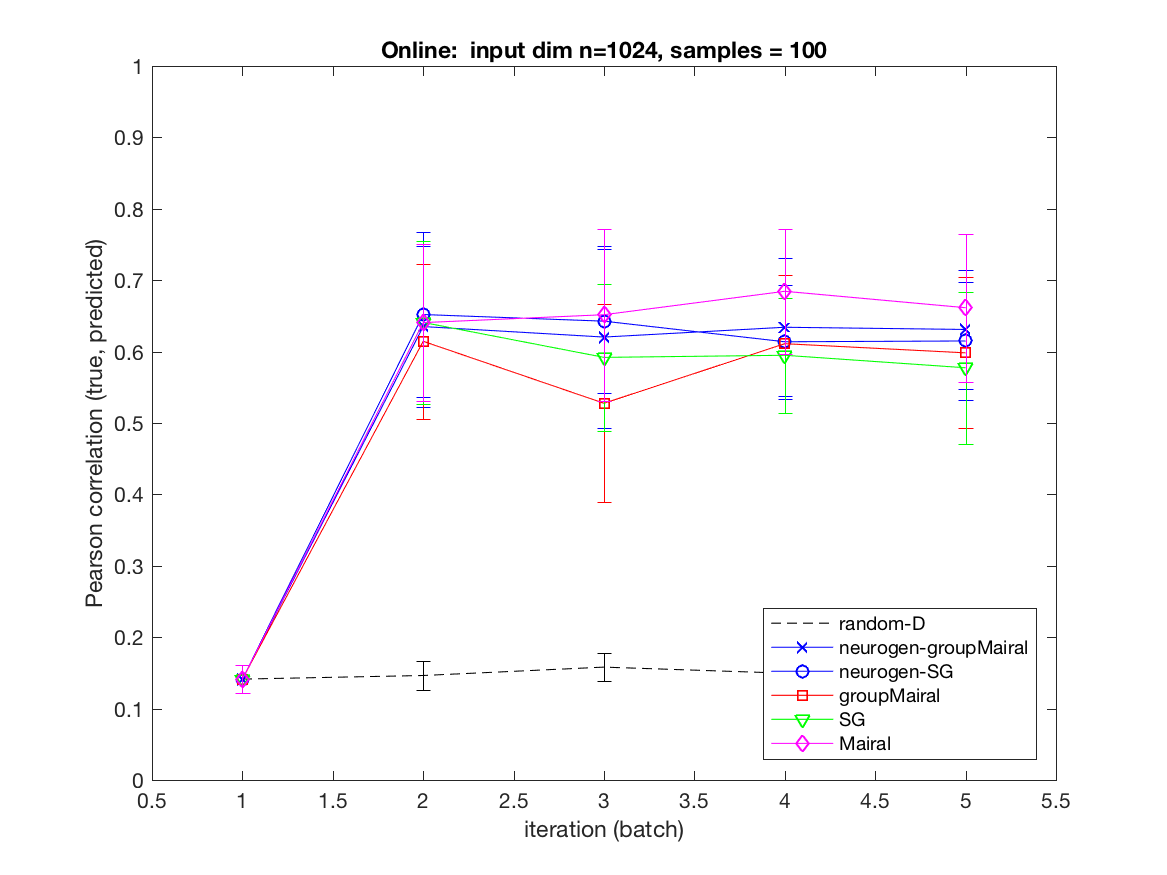 Online:  input dim n=1024, samples = 100
1
0.9
0.8
0.7
0.6
0.5
0.4
0.3
0.2
0.1
0
Pearson correlation (true, predicted)
random-D
neurogen-groupMairal
neurogen-SG
groupMairal
SG
Mairal
0.5 1 1.5 2 2.5 3 3.5 4 4.5 5 5.5
iteration (batch)